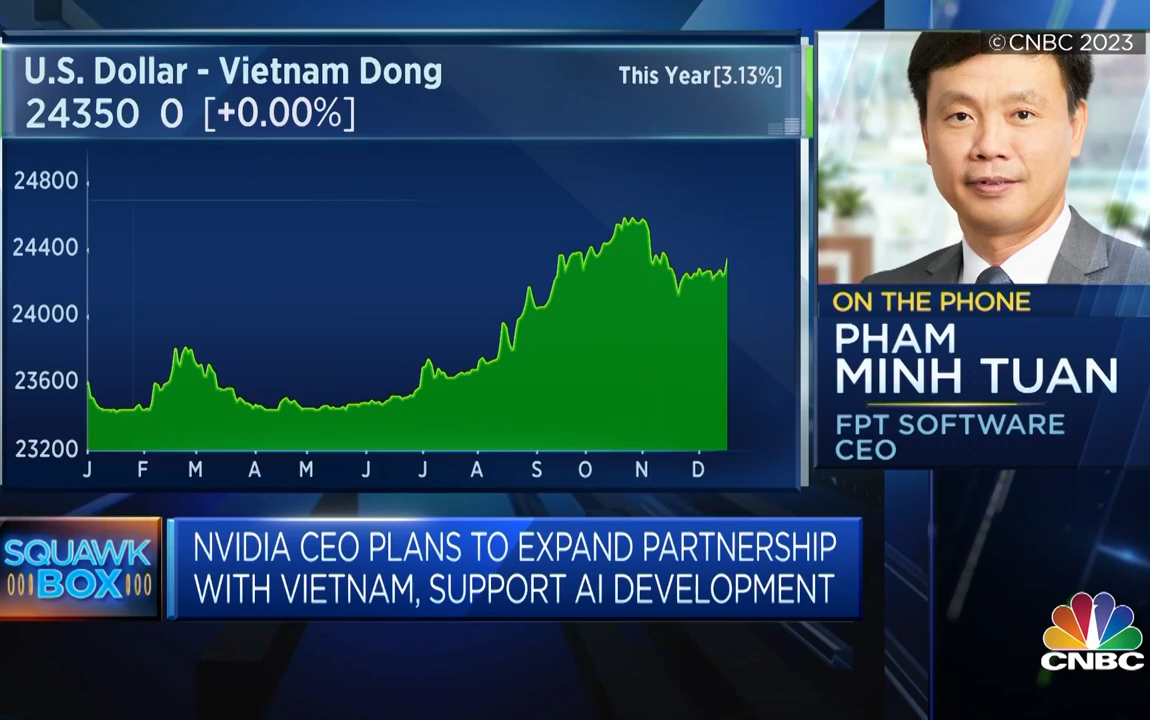 © CNBC 2023
U.S. Dollar - Vietnam Dong
This Year[3.13%]
24350 0 [+0.00%]
24800
24400
24000
23600
23200
J F M A M J J A S O N D
ON THE PHONE
PHAM
MINH TUAN
FPT SOFTWARE
CEO
SQUAWK
BOX
NVIDIA CEO PLANS TO EXPAND PARTNERSHIP
WITH VIETNAM, SUPPORT AI DEVELOPMENT
CNBC